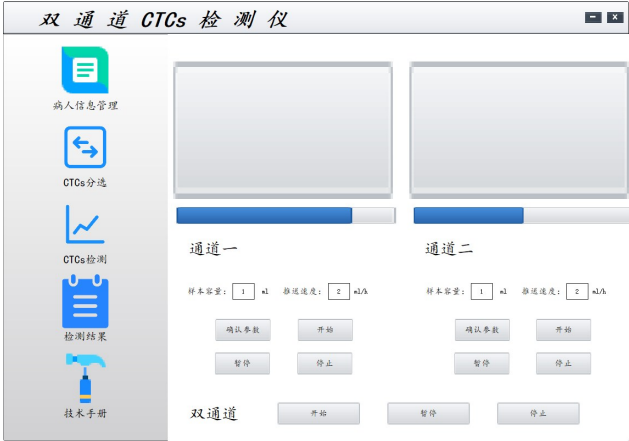 双通道CTCs检测仪
病人信息管理
CTCs分选
CTCs检测
检测结果
技术手册
通道一
样本容量: 1 ml 推送速度: 2 ml/h
确认参数 开始
暂停 停止
通道二
样本容量: 1 ml 推送速度: 2 ml/h
确认参数 开始
暂停 停止
双通道 开始 暂停 停止